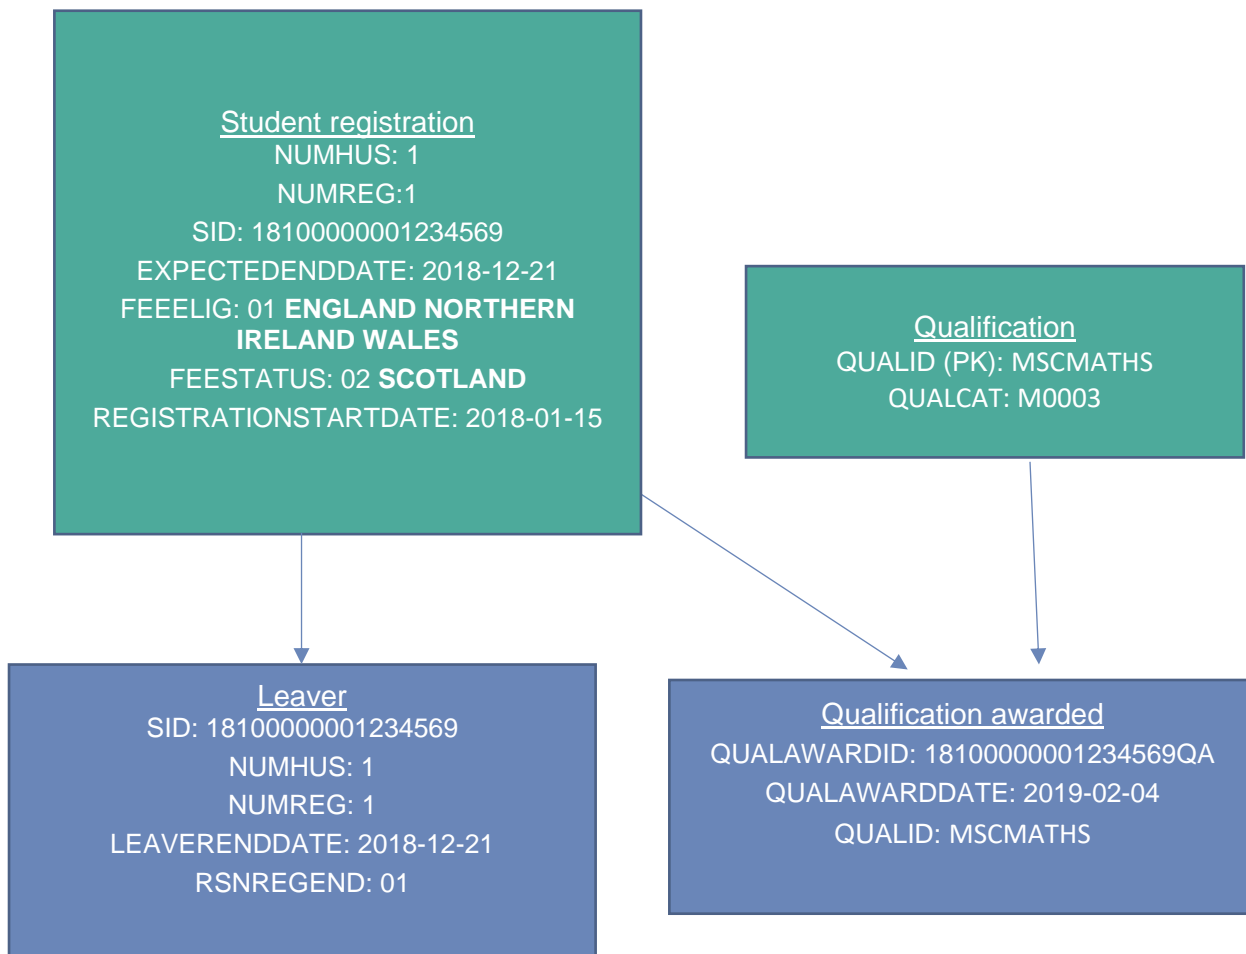 Student registration
NUMHUS: 1
NUMREG:1
SID: 18100000001234569
EXPECTEDENDDATE: 2018-12-21
FEEELIG: 01 ENGLAND NORTHERN
IRELAND WALES
FEESTATUS: 02 SCOTLAND
REGISTRATIONSTARTDATE: 2018-01-15
Qualification
QUALID (PK): MSCMATHS
QUALCAT: M0003
Leaver
SID: 18100000001234569
NUMHUS: 1
NUMREG: 1
LEAVERENDDATE: 2018-12-21
RSNREGEND: 01
Qualification awarded
QUALAWARDID: 18100000001234569QA
QUALAWARDDATE: 2019-02-04
QUALID: MSCMATHS